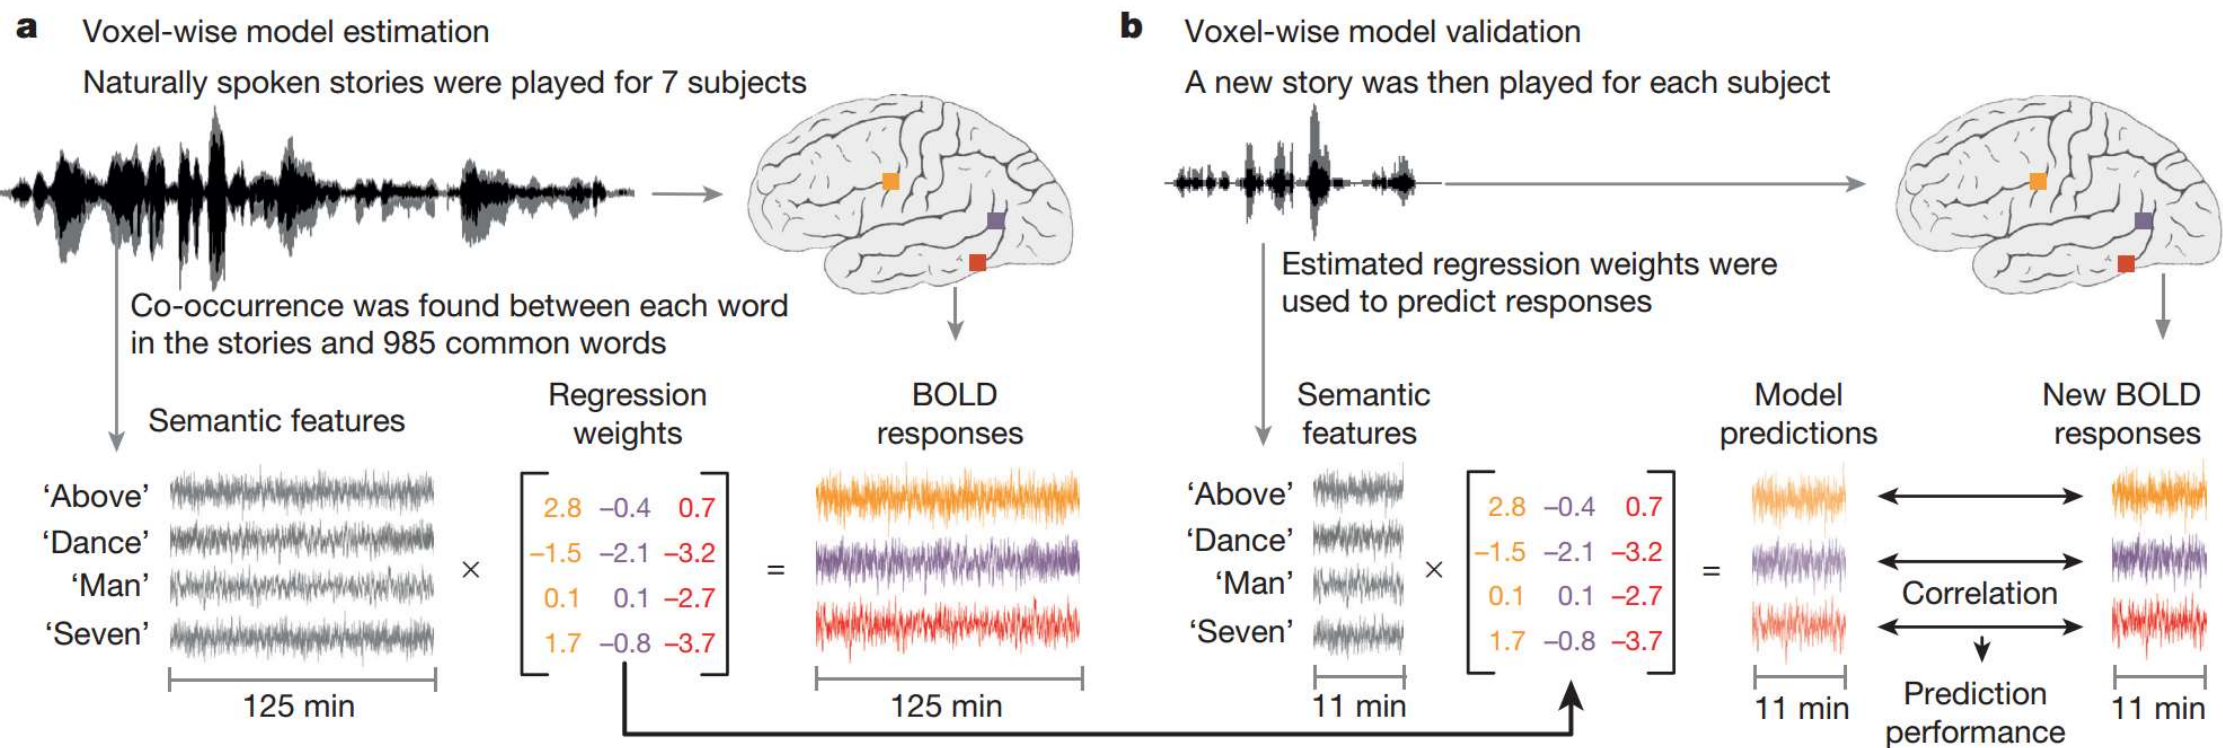 a Voxel-wise model estimation
Naturally spoken stories were played for 7 subjects
Co-occurrence was found between each word
in the stories and 985 common words
Semantic features
Regression
weights
BOLD
responses
‘Above’
‘Dance’
‘Man’
‘Seven’
×
2.8 –0.4 0.7
–1.5 –2.1 –3.2
0.1 0.1 –2.7
1.7 –0.8 –3.7
=
125 min
125 min
b Voxel-wise model validation
A new story was then played for each subject
Estimated regression weights were
used to predict responses
Semantic
features
Model
predictions
New BOLD
responses
‘Above’
‘Dance’
‘Man’
‘Seven’
×
2.8 –0.4 0.7
–1.5 –2.1 –3.2
0.1 0.1 –2.7
1.7 –0.8 –3.7
=
Correlation
Prediction
performance
11 min
11 min
11 min